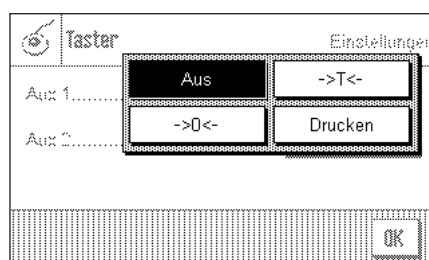 Taster
Einstellungen
Aus
->T<-
Aux 1........
->0<-
Drucken
Aux 2........
OK